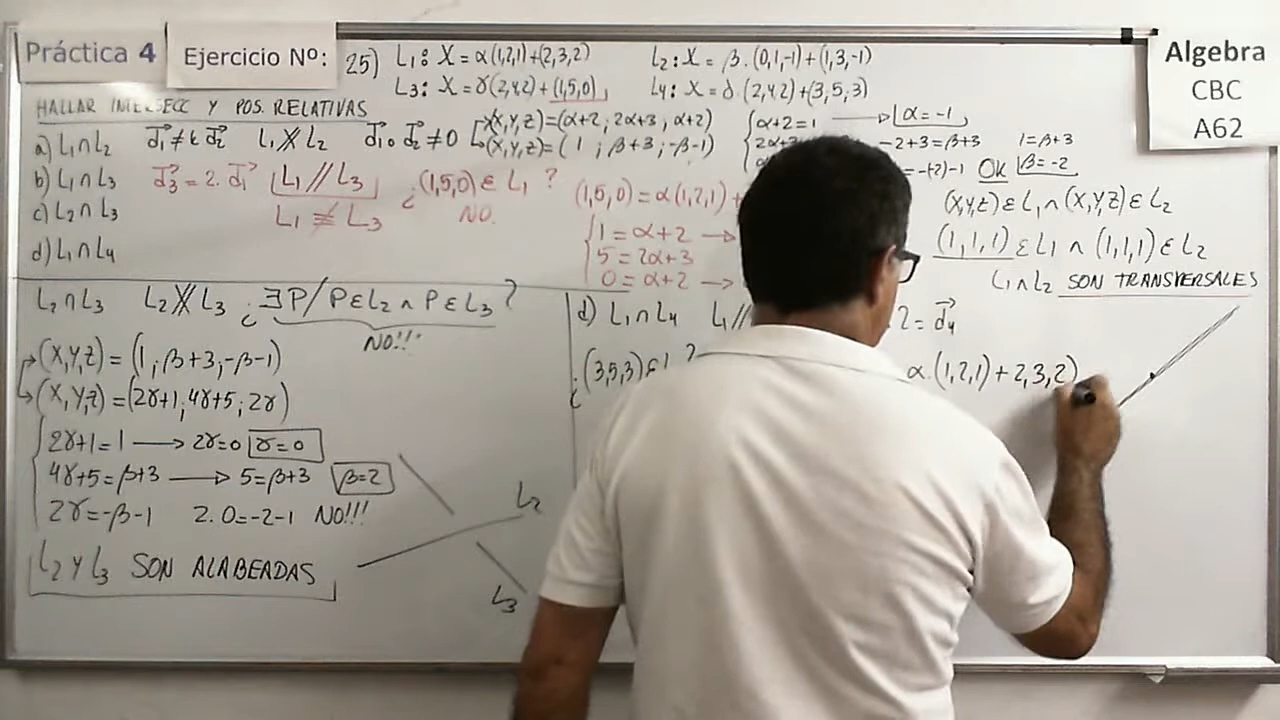 Práctica 4
Ejercicio Nº:
Algebra
CBC
A62
25) L1: X = α(1,2,1)+(2,3,2)
L2: X = β.(0,1,-1)+(1,3,-1)
L3: X = γ(2,4,2)+(1,5,0)
L4: X = δ.(2,4,2)+(3,5,3)
HALLAR INTERSECC Y POS. RELATIVAS
a) L1∩L2
b) L1∩L3
c) L2∩L3
d) L1∩L4
d1 ≠ k d2 L1 ∦ L2 d1 ∘ d2 ≠ 0
(X,Y,Z)=(α+2; 2α+3; α+2)
(X,Y,Z)=(1; β+3; -β-1)
α+2=1 → α=-1
-2+3=β+3 1=β+3
=-(-2)-1 OK β=-2
(X,Y,Z) ∈ L1 ∧ (X,Y,Z) ∈ L2
(1,1,1) ∈ L1 ∧ (1,1,1) ∈ L2
L1∩L2 SON TRANSVERSALES
d3=2.d1 L1//L3
L1 ≢ L3
¿(1,5,0) ∈ L1?
NO.
(1,5,0)=α(1,2,1)+
1=α+2 →
5=2α+3
0=α+2 →
L2∩L3 L2 ∦ L3 ¿∃P/P∈L2 ∧ P∈L3?
NO!!!
(X,Y,Z)=(1; β+3; -β-1)
(X,Y,Z)=(2γ+1; 4γ+5; 2γ)
2γ+1=1 → 2γ=0 γ=0
4γ+5=β+3 → 5=β+3 β=2
2γ=-β-1 2.0=-2-1 NO!!!
L2 Y L3 SON ALABEADAS
L2
L3
d) L1∩L4 L1//
2=d4
¿(3,5,3)∈ ?
α.(1,2,1)+2,3,2)